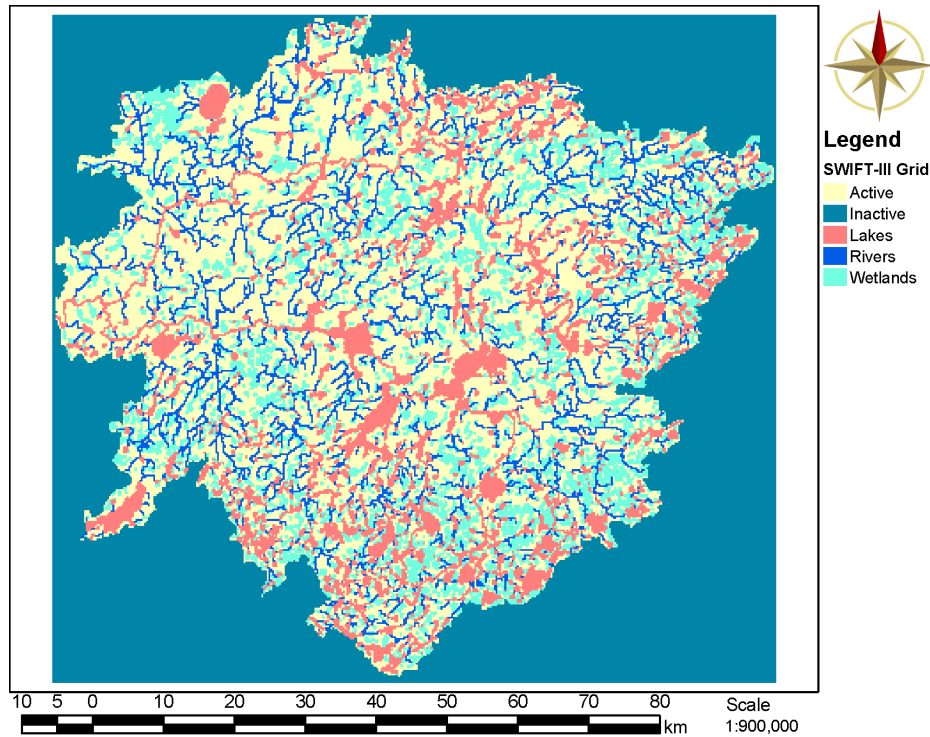 Legend
SWIFT-III Grid
Active
Inactive
Lakes
Rivers
Wetlands
10 5 0 10 20 30 40 50 60 70 80 Scale
km 1:900,000